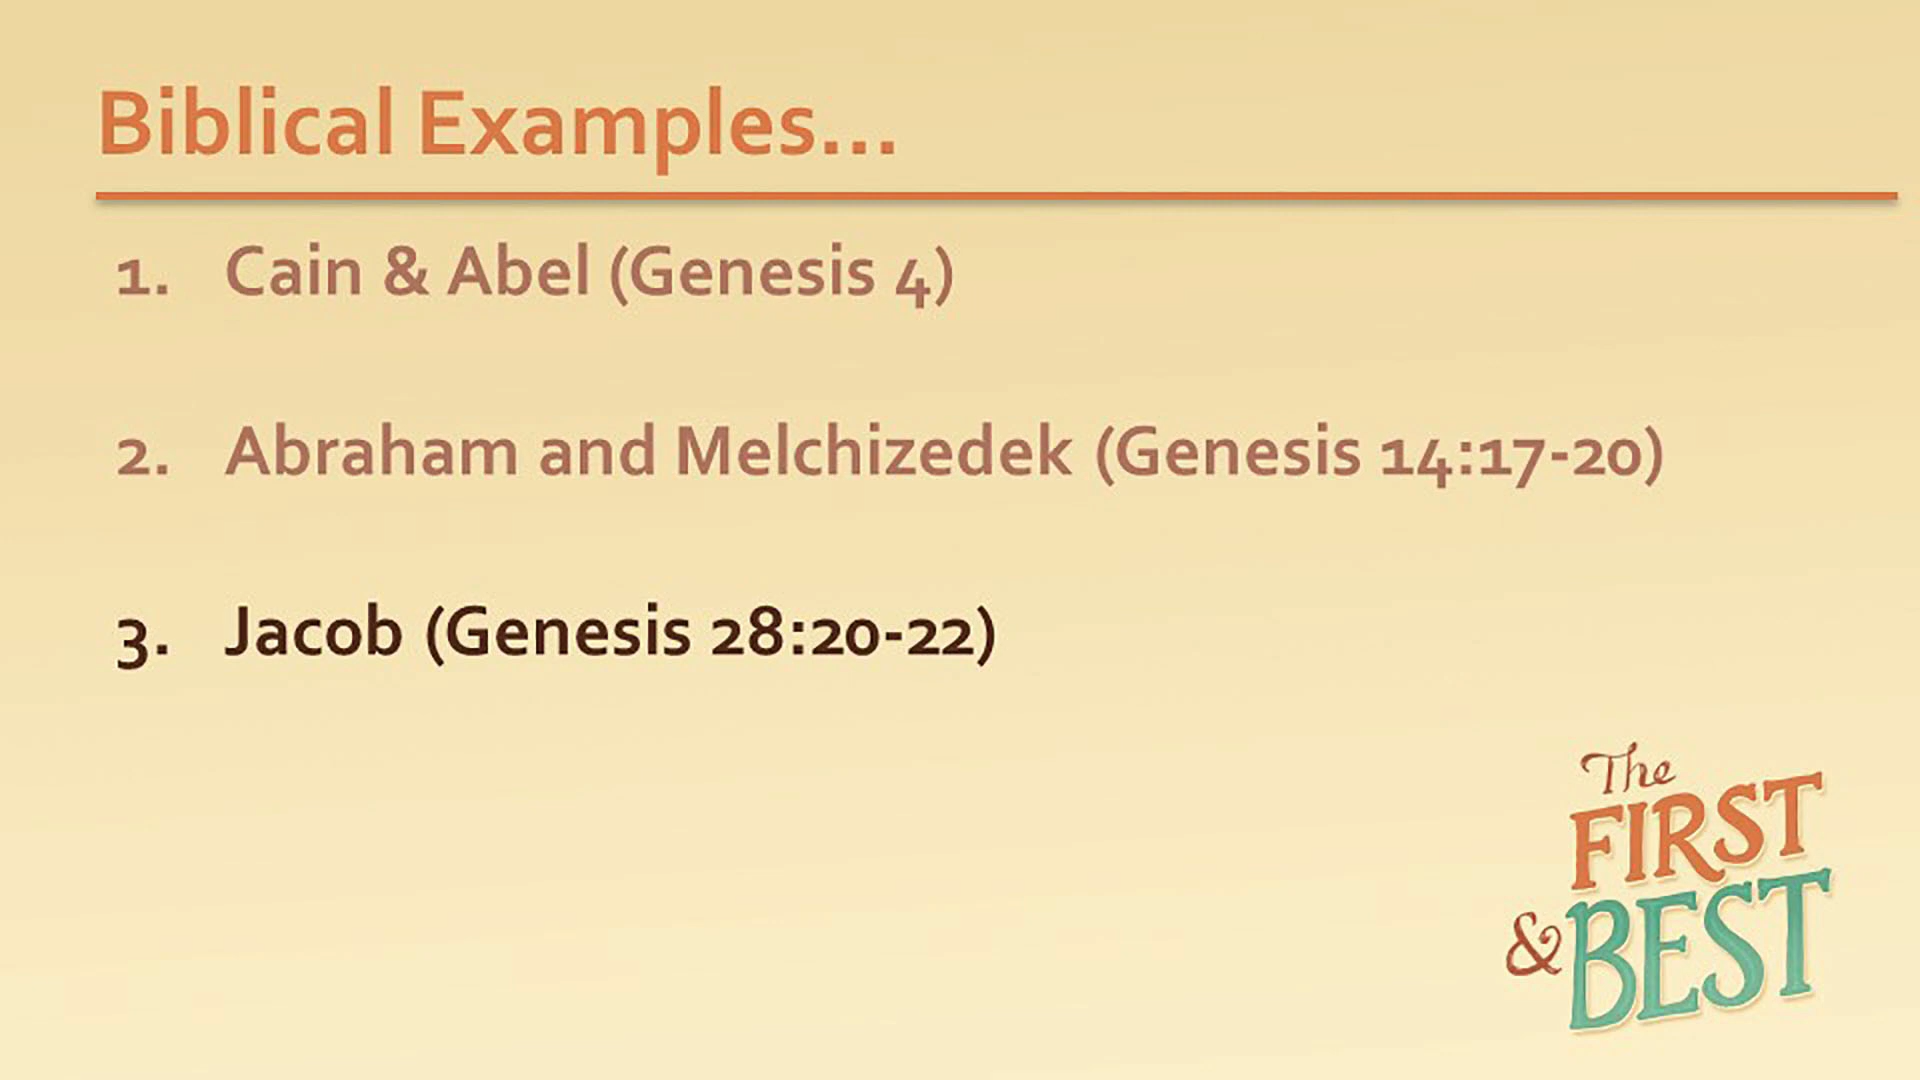 Biblical Examples...
1. Cain & Abel (Genesis 4)
2. Abraham and Melchizedek (Genesis 14:17-20)
3. Jacob (Genesis 28:20-22)
The
FIRST
& BEST